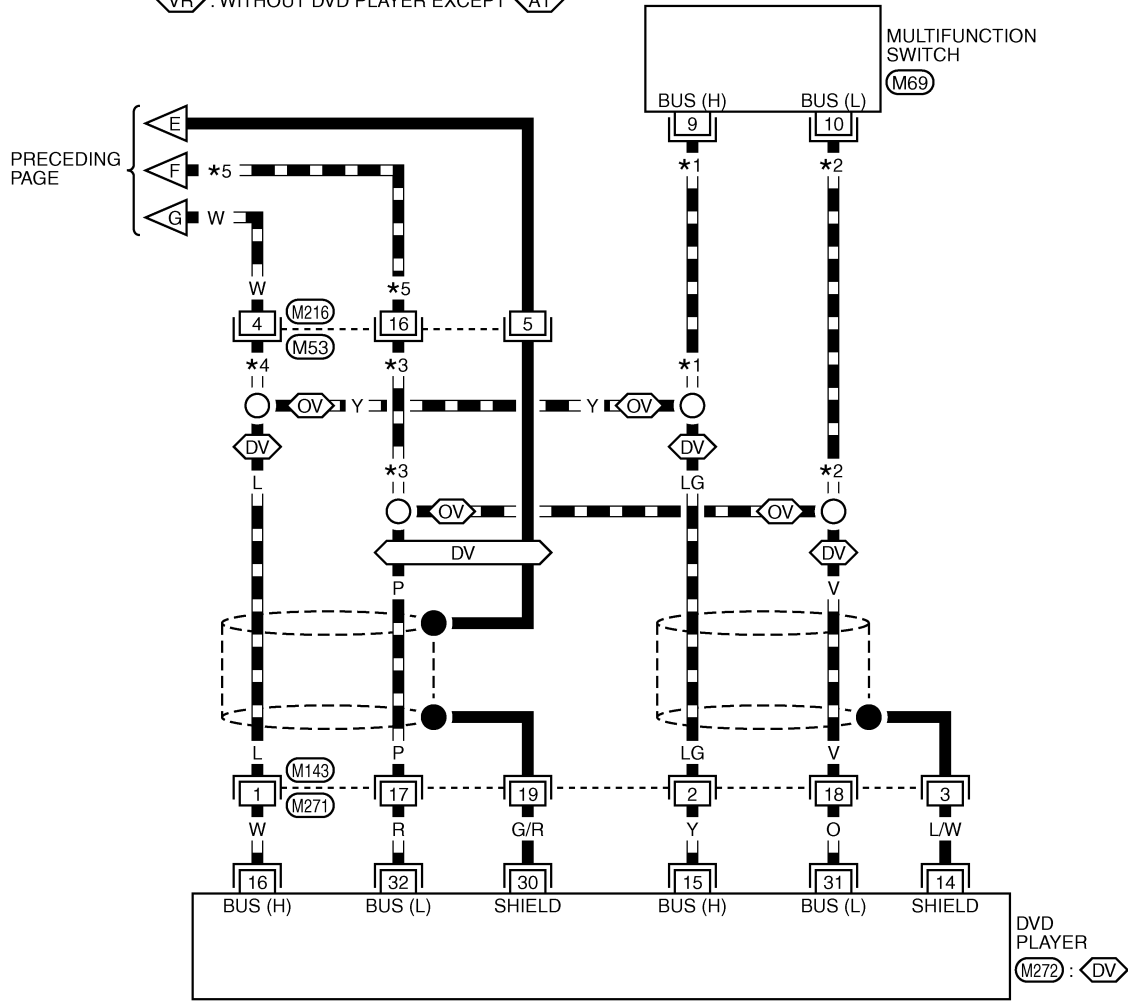 VR : WITHOUT DVD PLAYER EXCEPT AT
MULTIFUNCTION
SWITCH
M69
BUS (H) BUS (L)
9 10
E
PRECEDING
PAGE
F *5
G W
*1 *2
W *5
4 M216 16 5
M53
*4 *3 *1
OV Y Y OV
DV DV
*3 *2
L LG
OV OV
DV DV
P V
L P LG V
M143
1 17 19 2 18 3
M271
W R G/R Y O L/W
16 32 30 15 31 14
BUS (H) BUS (L) SHIELD BUS (H) BUS (L) SHIELD
DVD
PLAYER
M272 : DV